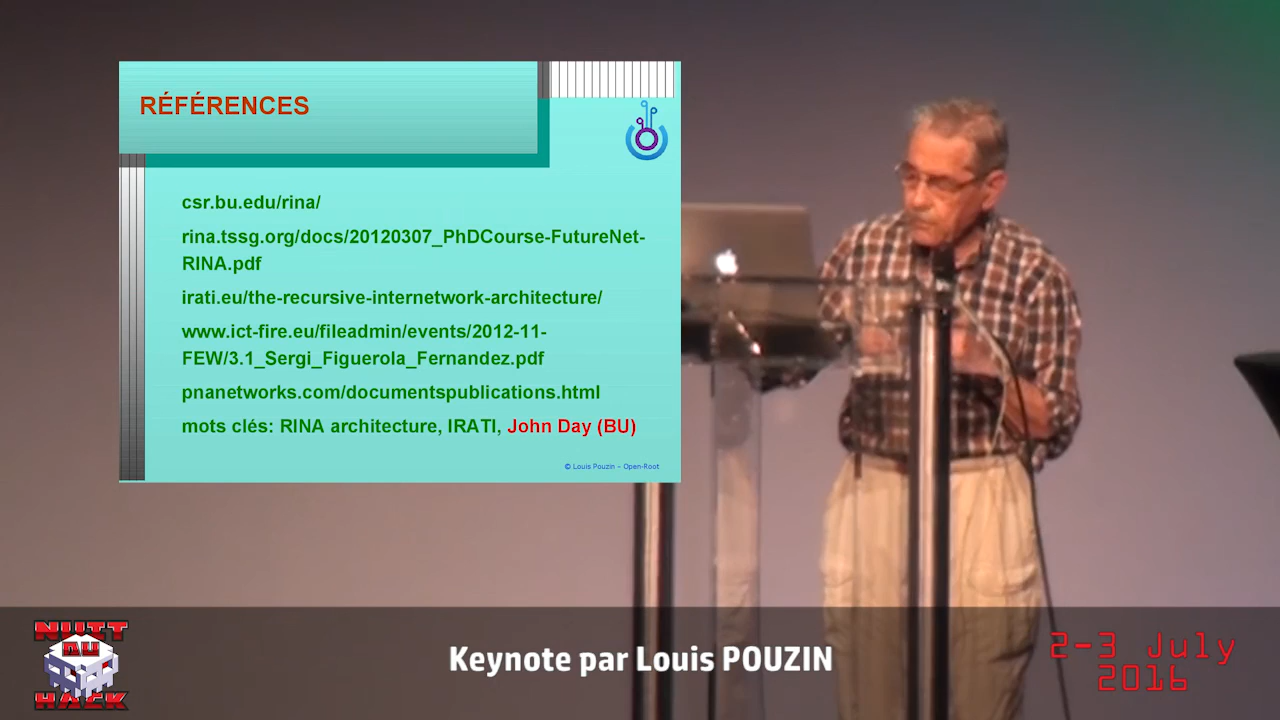 RÉFÉRENCES
csr.bu.edu/rina/
rina.tssg.org/docs/20120307_PhDCourse-FutureNet-
RINA.pdf
irati.eu/the-recursive-internetwork-architecture/
www.ict-fire.eu/fileadmin/events/2012-11-
FEW/3.1_Sergi_Figuerola_Fernandez.pdf
pnanetworks.com/documentspublications.html
mots clés: RINA architecture, IRATI, John Day (BU)
© Louis Pouzin - Open-Root
NUIT
DU
HACK
Keynote par Louis POUZIN
2-3 July
2016